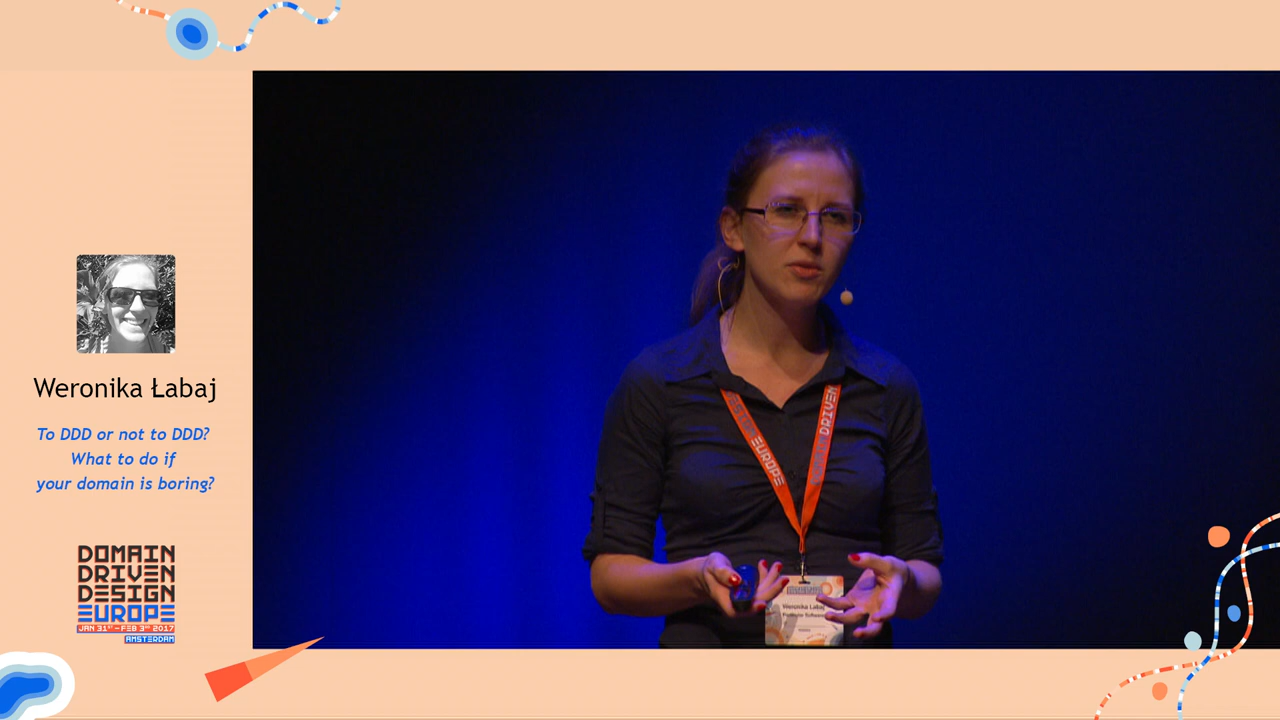 Weronika Łabaj
To DDD or not to DDD?
What to do if
your domain is boring?
DOMAIN
DRIVEN
DESIGN
EUROPE
JAN 31ST - FEB 3RD 2017
AMSTERDAM
EUROPE
DRIVEN
Weronika Łabaj
Software